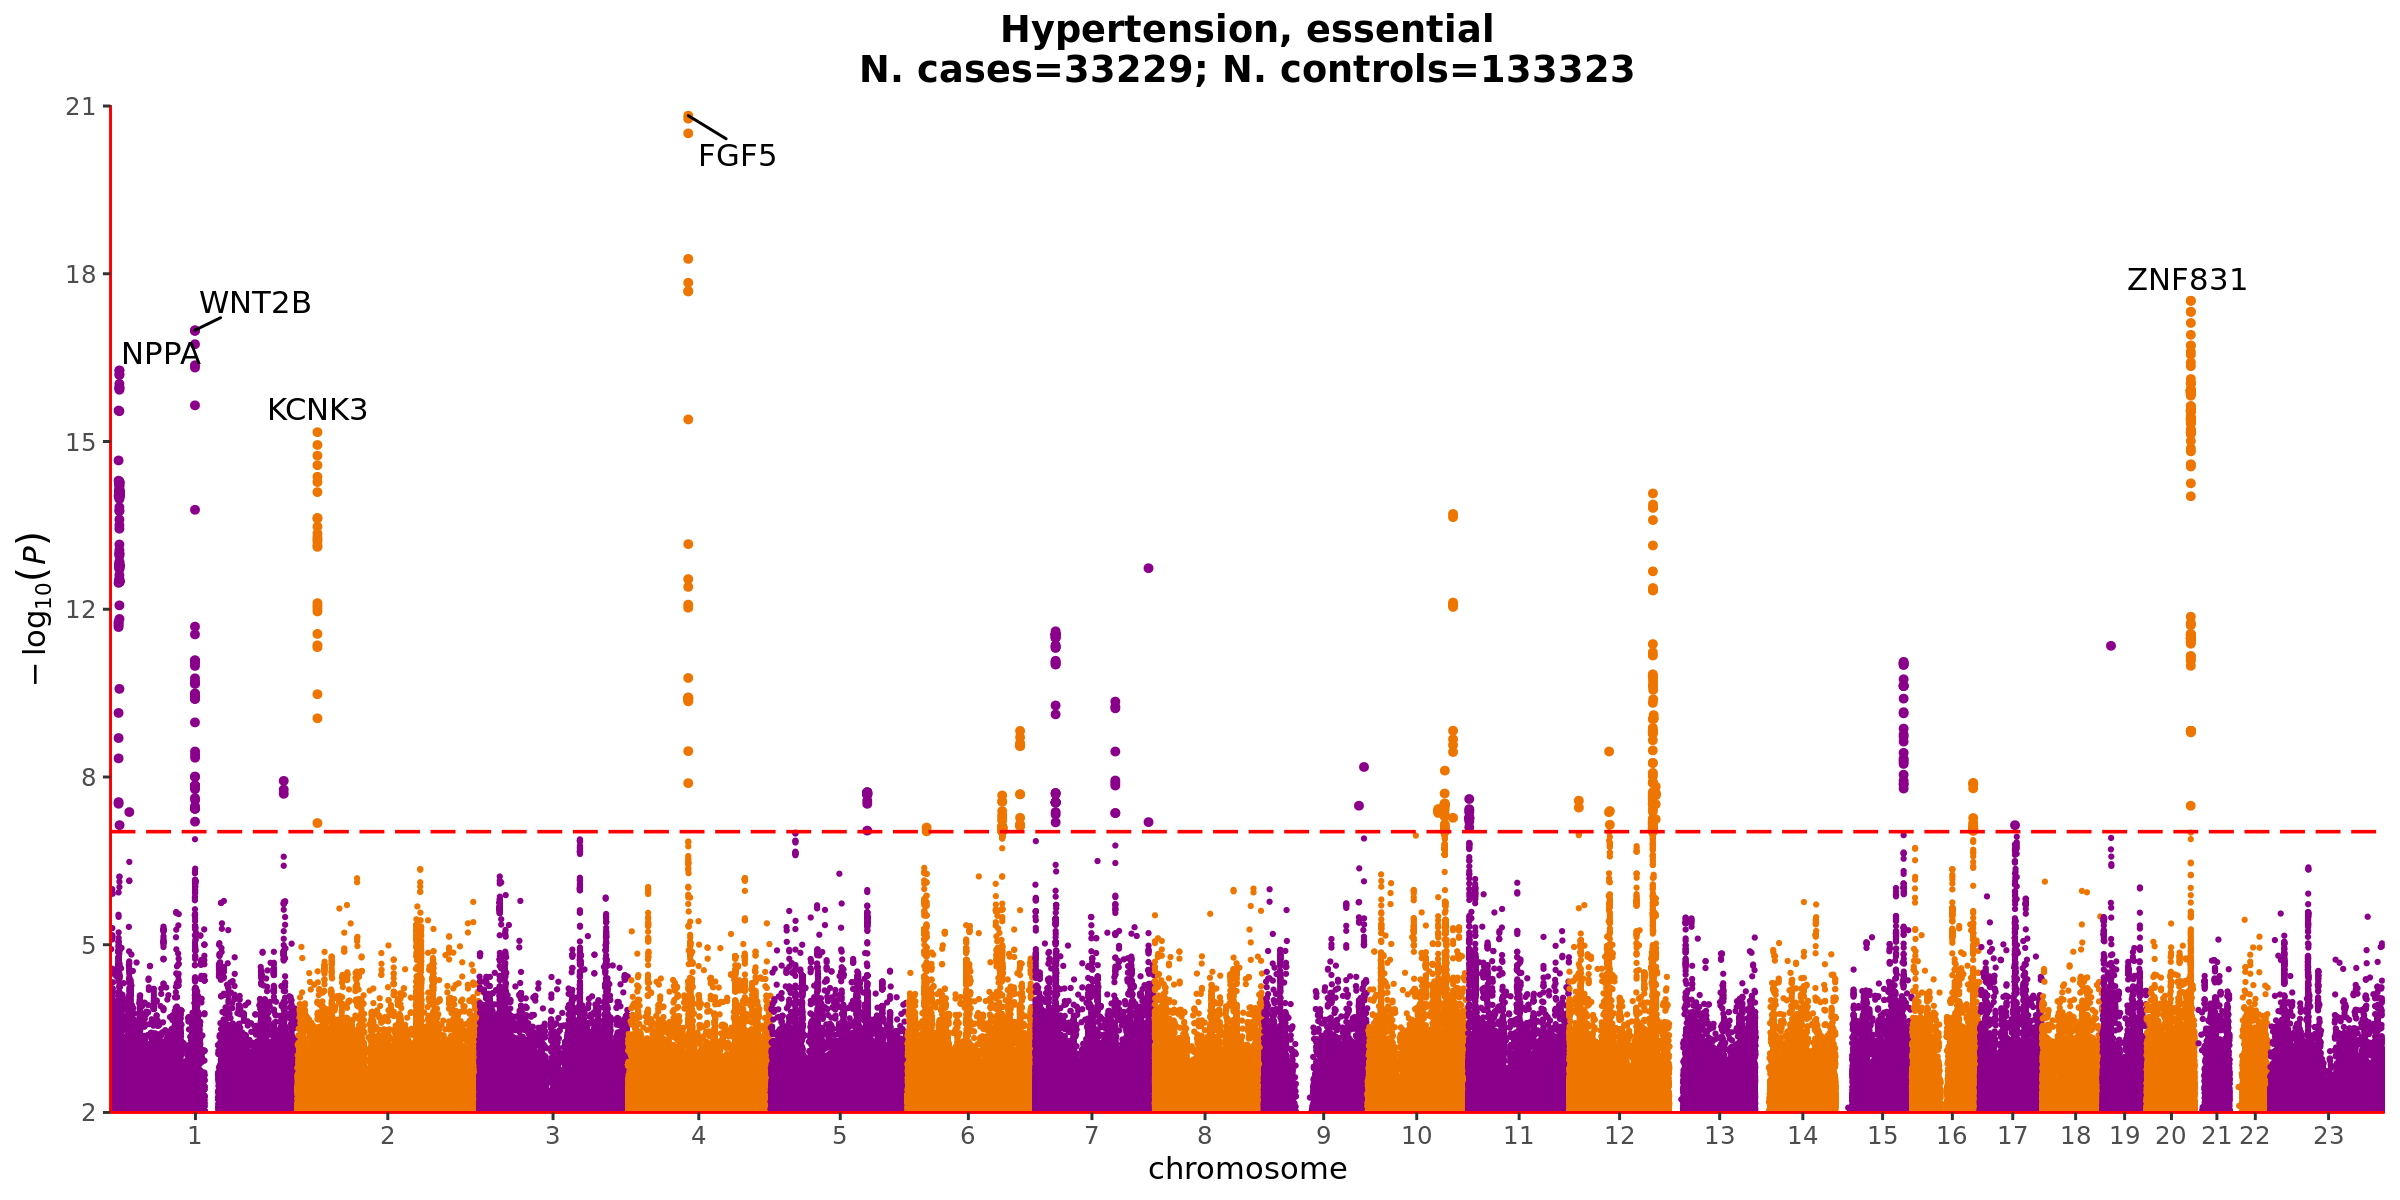 Hypertension, essential
N. cases=33229; N. controls=133323
21
18
15
12
8
5
2
−log10(P)
FGF5
ZNF831
WNT2B
NPPA
KCNK3
1 2 3 4 5 6 7 8 9 10 11 12 13 14 15 16 17 18 19 20 21 22 23
chromosome